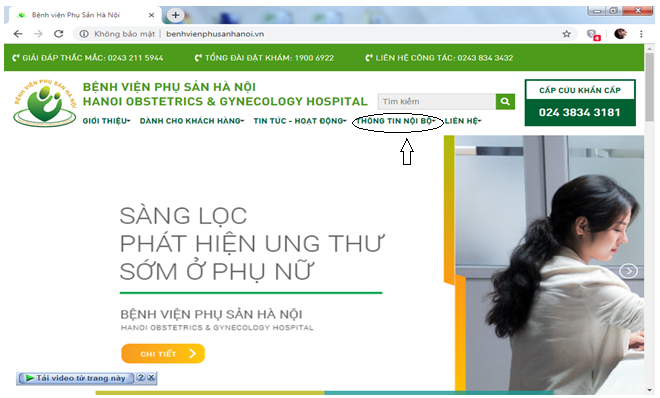 Bệnh viện Phụ Sản Hà Nội
Không bảo mật | benhvienphusanhanoi.vn
GIẢI ĐÁP THẮC MẮC: 0243 211 5944
TỔNG ĐÀI ĐẶT KHÁM: 1900 6922
LIÊN HỆ CÔNG TÁC: 0243 834 3432
BỆNH VIỆN PHỤ SẢN HÀ NỘI
BỆNH VIỆN PHỤ SẢN HÀ NỘI
HANOI OBSTETRICS & GYNECOLOGY HOSPITAL
Tìm kiếm
CẤP CỨU KHẨN CẤP
024 3834 3181
GIỚI THIỆU DÀNH CHO KHÁCH HÀNG TIN TỨC - HOẠT ĐỘNG THÔNG TIN NỘI BỘ LIÊN HỆ
SÀNG LỌC
PHÁT HIỆN UNG THƯ
SỚM Ở PHỤ NỮ
BỆNH VIỆN PHỤ SẢN HÀ NỘI
HANOI OBSTETRICS & GYNECOLOGY HOSPITAL
CHI TIẾT
Tải video từ trang này ? X